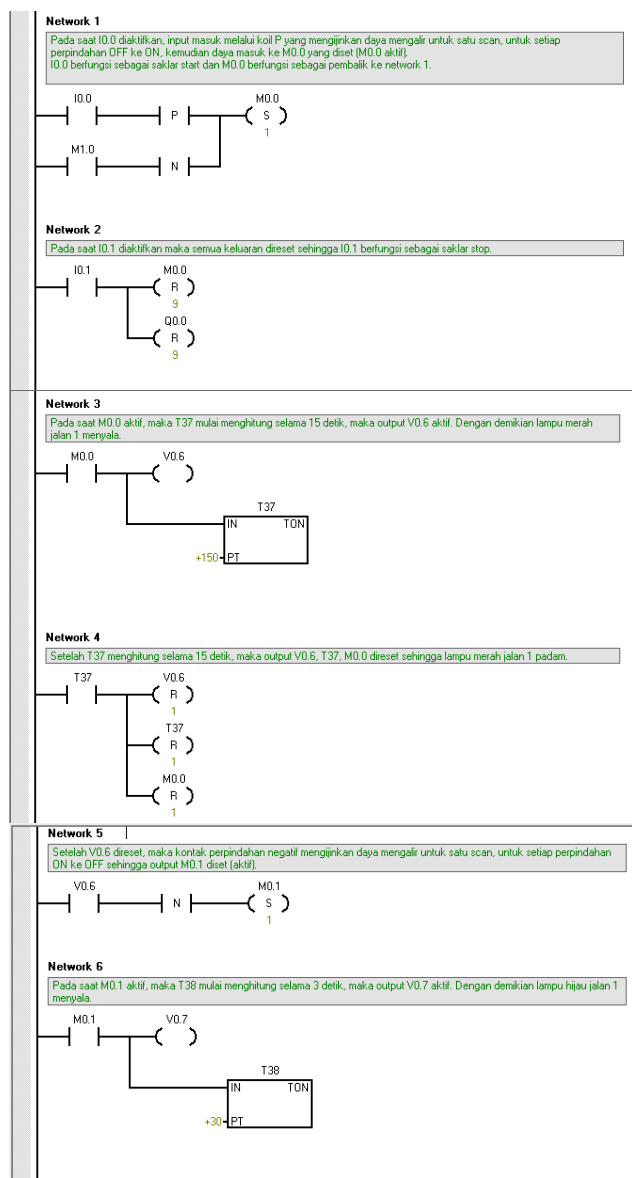 Network 1
Pada saat I0.0 diaktifkan, input masuk melalui koil P yang mengijinkan daya mengalir untuk satu scan, untuk setiap
perpindahan OFF ke ON, kemudian daya masuk ke M0.0 yang diset (M0.0 aktif).
I0.0 berfungsi sebagai saklar start dan M0.0 berfungsi sebagai pembalik ke network 1.
I0.0 M0.0
P S
1
M1.0
N
Network 2
Pada saat I0.1 diaktifkan maka semua keluaran direset sehingga I0.1 berfungsi sebagai saklar stop.
I0.1 M0.0
R
9
Q0.0
R
9
Network 3
Pada saat M0.0 aktif, maka T37 mulai menghitung selama 15 detik, maka output V0.6 aktif. Dengan demikian lampu merah
jalan 1 menyala.
M0.0 V0.6
T37
IN TON
+150 PT
Network 4
Setelah T37 menghitung selama 15 detik, maka output V0.6, T37, M0.0 direset sehingga lampu merah jalan 1 padam.
T37 V0.6
R
1
T37
R
1
M0.0
R
1
Network 5
Setelah V0.6 direset, maka kontak perpindahan negatif mengijinkan daya mengalir untuk satu scan, untuk setiap perpindahan
ON ke OFF sehingga output M0.1 diset (aktif).
V0.6 M0.1
N S
1
Network 6
Pada saat M0.1 aktif, maka T38 mulai menghitung selama 3 detik, maka output V0.7 aktif. Dengan demikian lampu hijau jalan 1
menyala.
M0.1 V0.7
T38
IN TON
+30 PT